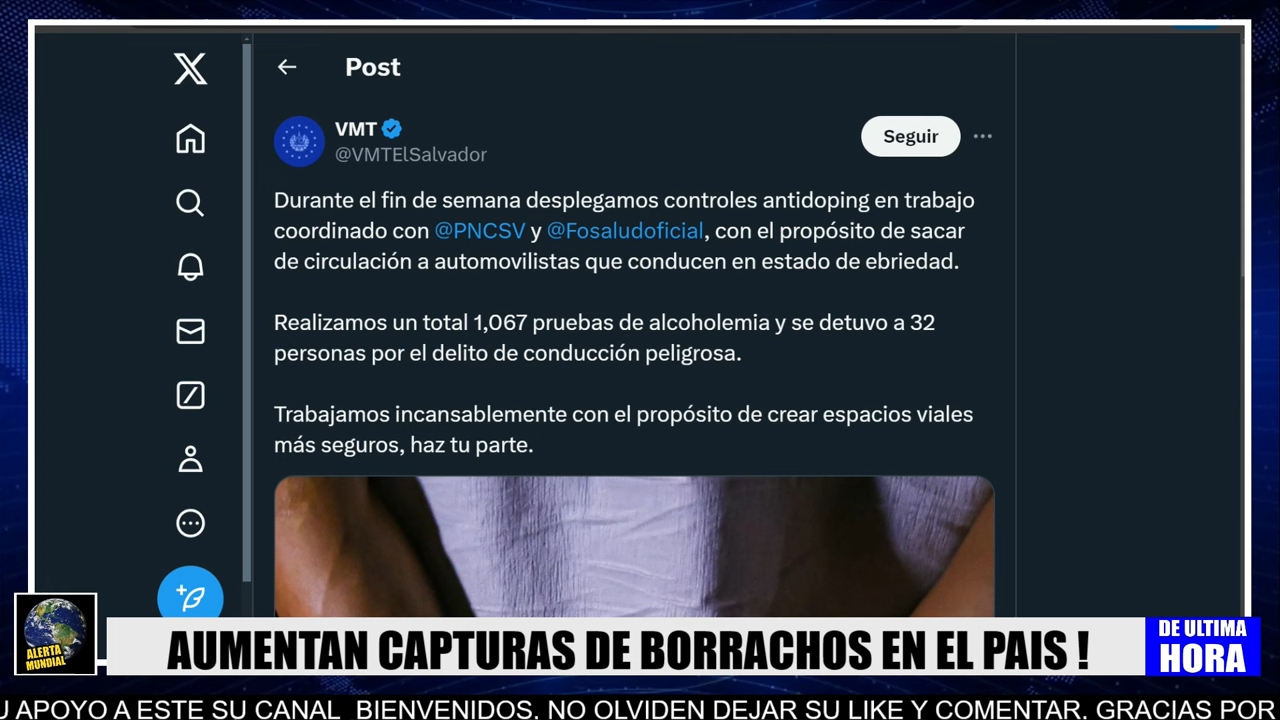 Post
VMT
@VMTElSalvador
Seguir
Durante el fin de semana desplegamos controles antidoping en trabajo
coordinado con @PNCSV y @Fosaludoficial, con el propósito de sacar
de circulación a automovilistas que conducen en estado de ebriedad.
Realizamos un total 1,067 pruebas de alcoholemia y se detuvo a 32
personas por el delito de conducción peligrosa.
Trabajamos incansablemente con el propósito de crear espacios viales
más seguros, haz tu parte.
ALERTA
MUNDIAL
AUMENTAN CAPTURAS DE BORRACHOS EN EL PAIS !
DE ULTIMA
HORA
U APOYO A ESTE SU CANAL BIENVENIDOS. NO OLVIDEN DEJAR SU LIKE Y COMENTAR. GRACIAS POR